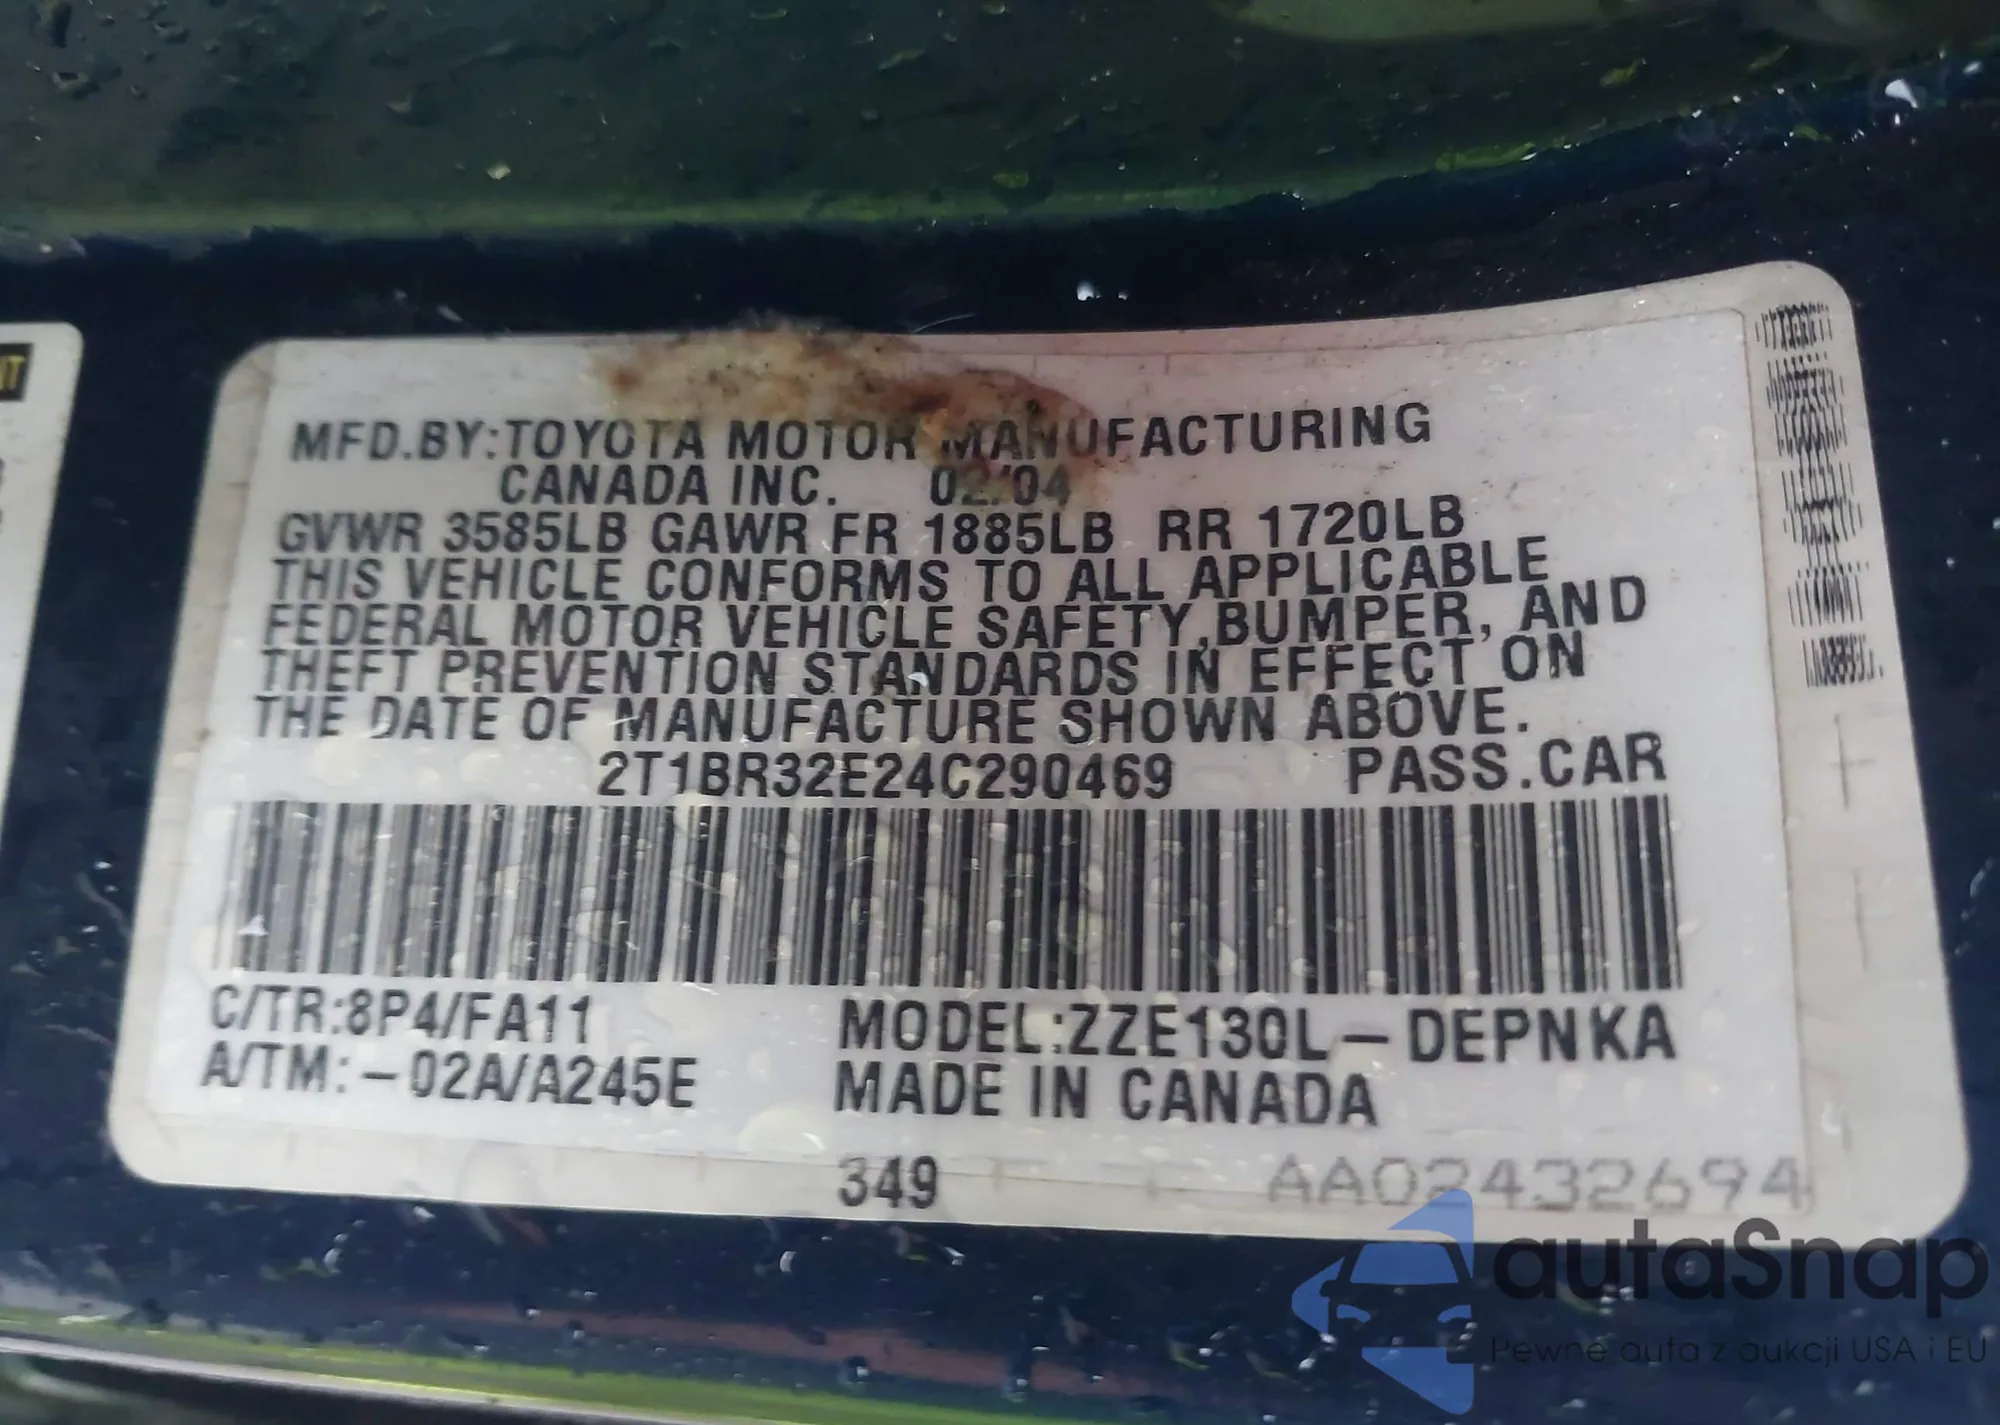 NT
MFD.BY:TOYOTA MOTOR MANUFACTURING
CANADA INC. 02/04
GVWR 3585LB GAWR FR 1885LB RR 1720LB
THIS VEHICLE CONFORMS TO ALL APPLICABLE
FEDERAL MOTOR VEHICLE SAFETY,BUMPER, AND
THEFT PREVENTION STANDARDS IN EFFECT ON
THE DATE OF MANUFACTURE SHOWN ABOVE.
2T1BR32E24C290469 PASS.CAR
C/TR:8P4/FA11 MODEL:ZZE130L-DEPNKA
A/TM:-02A/A245E MADE IN CANADA
349 AA02432694
autaSnap
Pewne auta z aukcji USA i EU